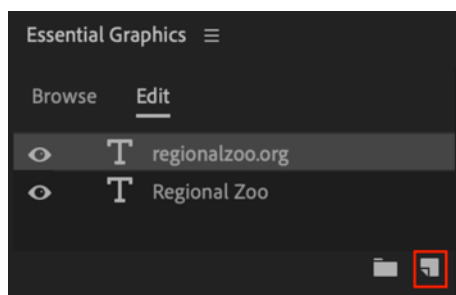 Essential Graphics
Browse Edit
T regionalzoo.org
T Regional Zoo